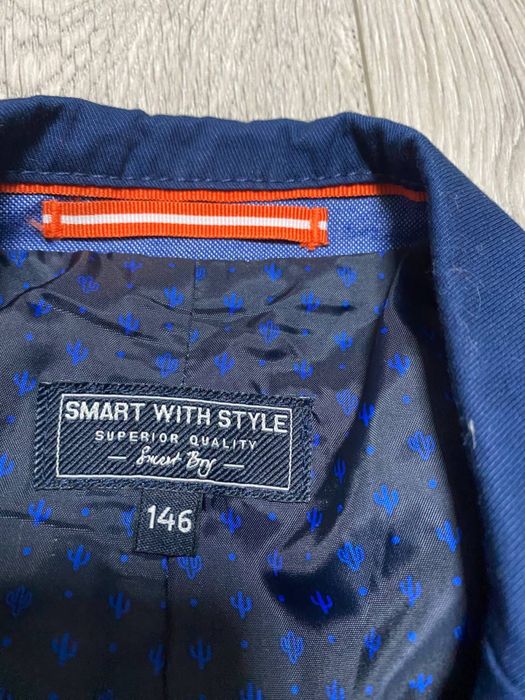 SMART WITH STYLE
SUPERIOR QUALITY
- Smart Boy -
146